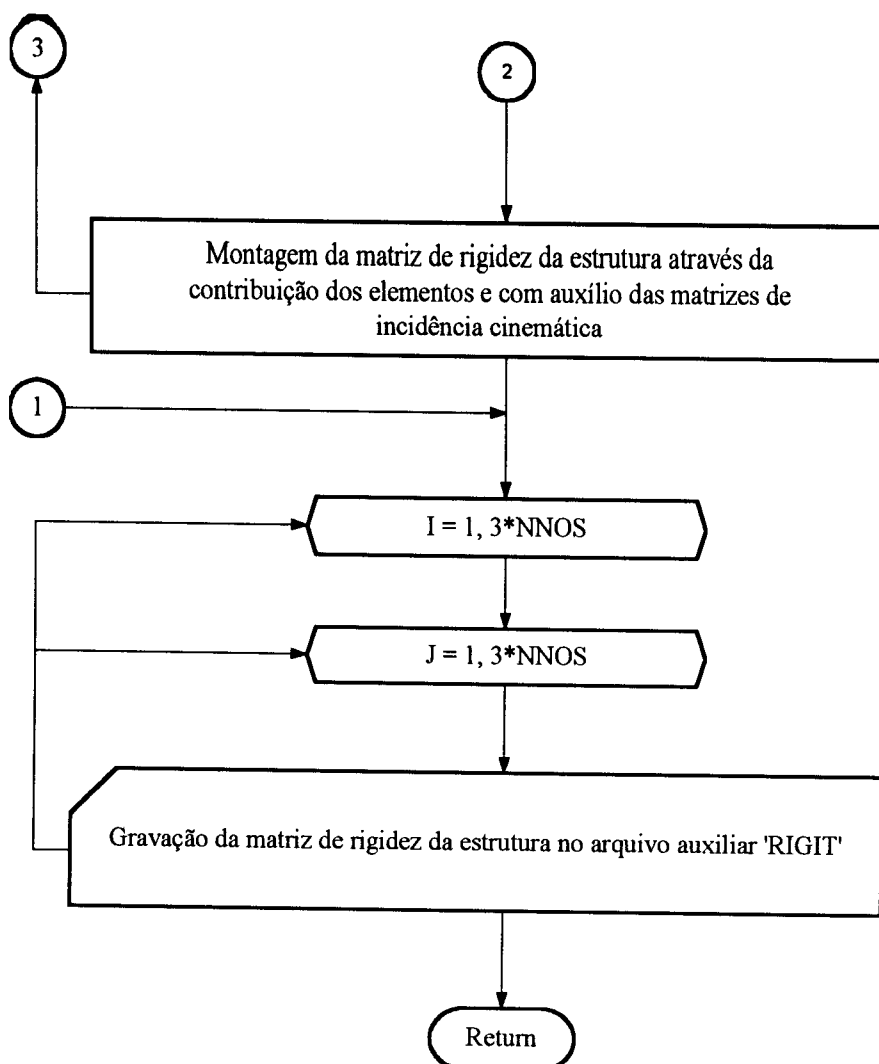 3
2
Montagem da matriz de rigidez da estrutura através da
contribuição dos elementos e com auxílio das matrizes de
incidência cinemática
1
I = 1, 3*NNOS
J = 1, 3*NNOS
Gravação da matriz de rigidez da estrutura no arquivo auxiliar 'RIGIT'
Return